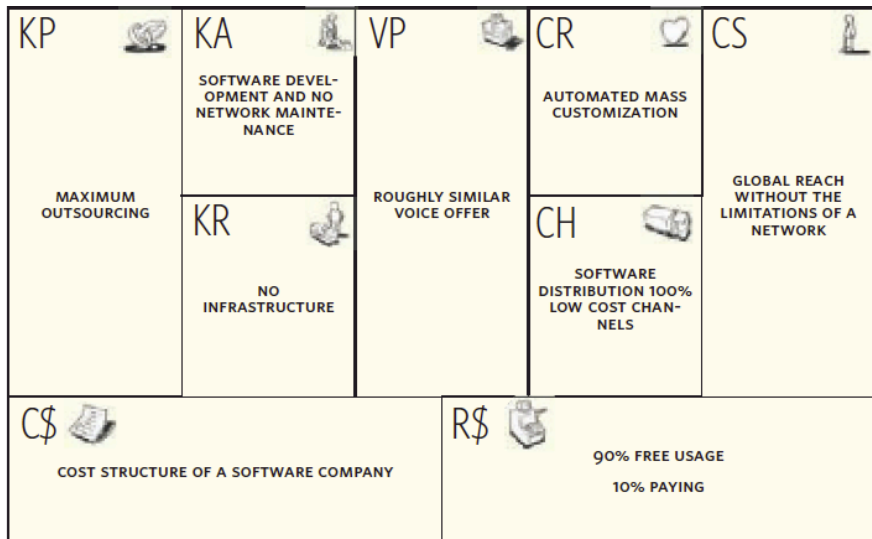 KP
MAXIMUM
OUTSOURCING
KA
SOFTWARE DEVEL-
OPMENT AND NO
NETWORK MAINTE-
NANCE
KR
NO
INFRASTRUCTURE
VP
ROUGHLY SIMILAR
VOICE OFFER
CR
AUTOMATED MASS
CUSTOMIZATION
CH
SOFTWARE
DISTRIBUTION 100%
LOW COST CHAN-
NELS
CS
GLOBAL REACH
WITHOUT THE
LIMITATIONS OF A
NETWORK
C$
COST STRUCTURE OF A SOFTWARE COMPANY
R$
90% FREE USAGE
10% PAYING